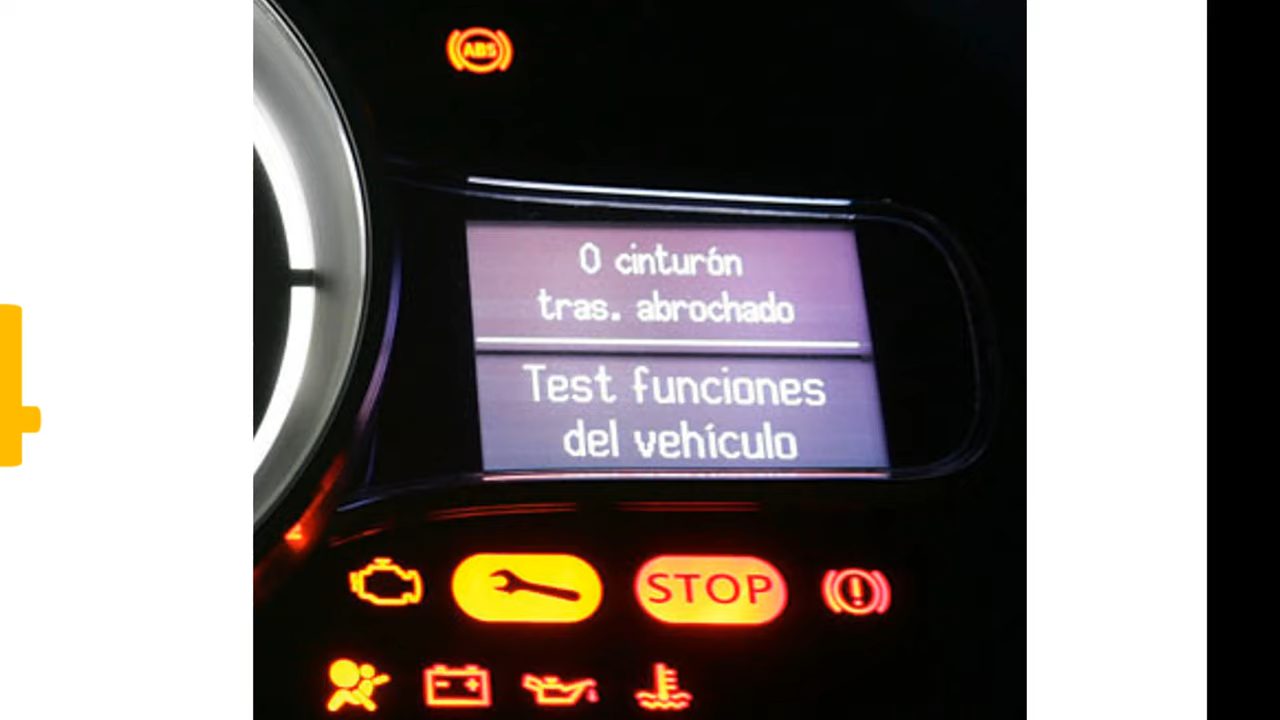 ABS
0 cinturón
tras. abrochado
Test funciones
del vehículo
STOP